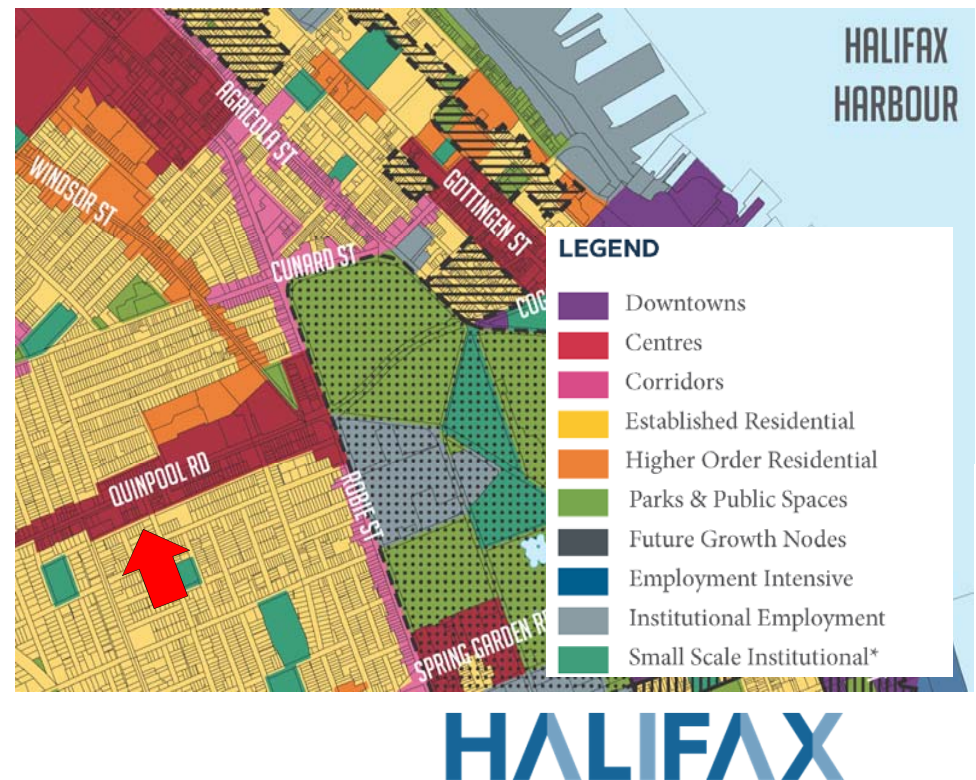 HALIFAX
HARBOUR
AGRICOLA ST
WINDSOR ST
GOTTINGEN ST
CUNARD ST
COG
QUINPOOL RD
ROBIE ST
SPRING GARDEN R
LEGEND
Downtowns
Centres
Corridors
Established Residential
Higher Order Residential
Parks & Public Spaces
Future Growth Nodes
Employment Intensive
Institutional Employment
Small Scale Institutional*
HALIFAX